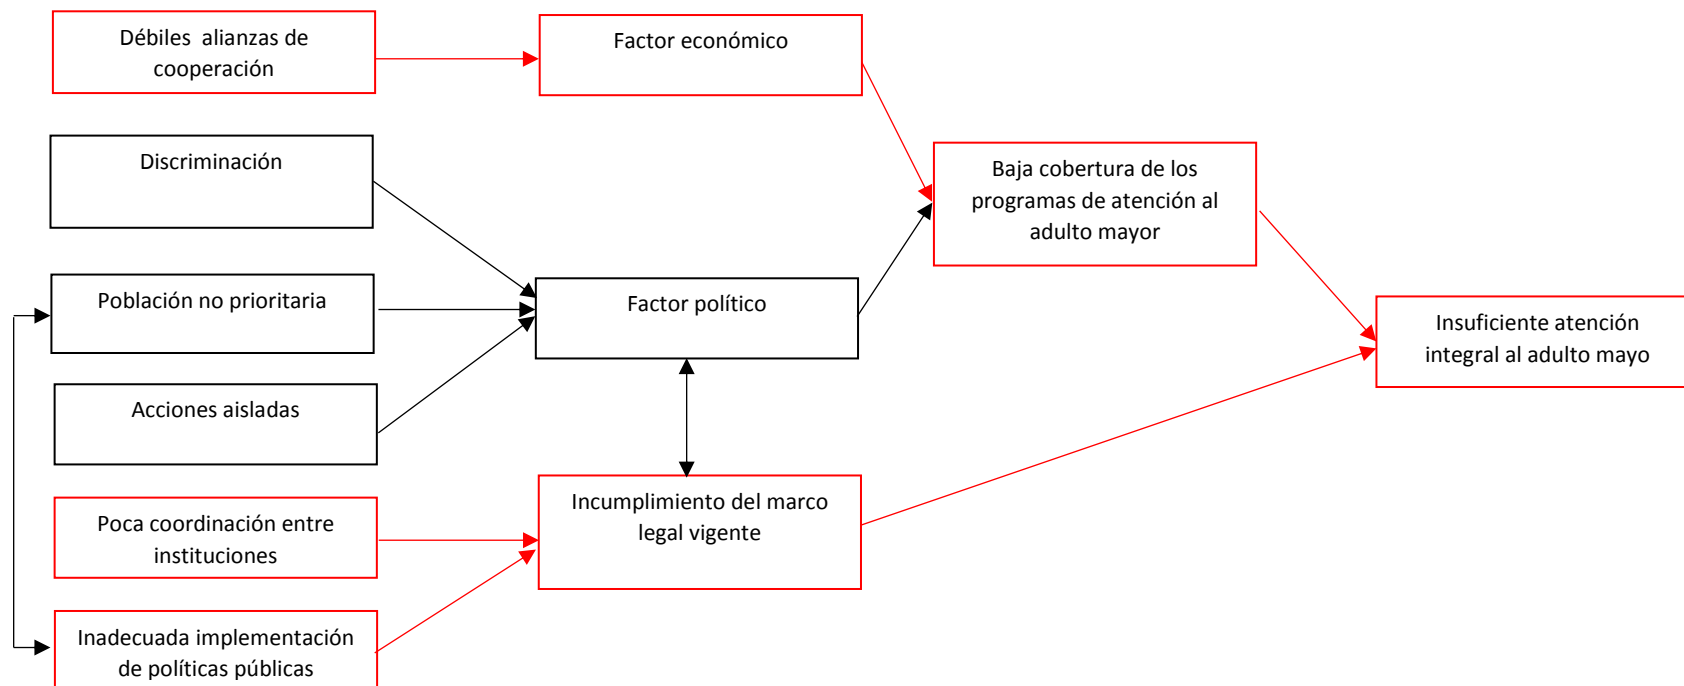 Débiles alianzas de
cooperación
Factor económico
Discriminación
Baja cobertura de los
programas de atención al
adulto mayor
Población no prioritaria
Factor político
Insuficiente atención
integral al adulto mayo
Acciones aisladas
Poca coordinación entre
instituciones
Incumplimiento del marco
legal vigente
Inadecuada implementación
de políticas públicas